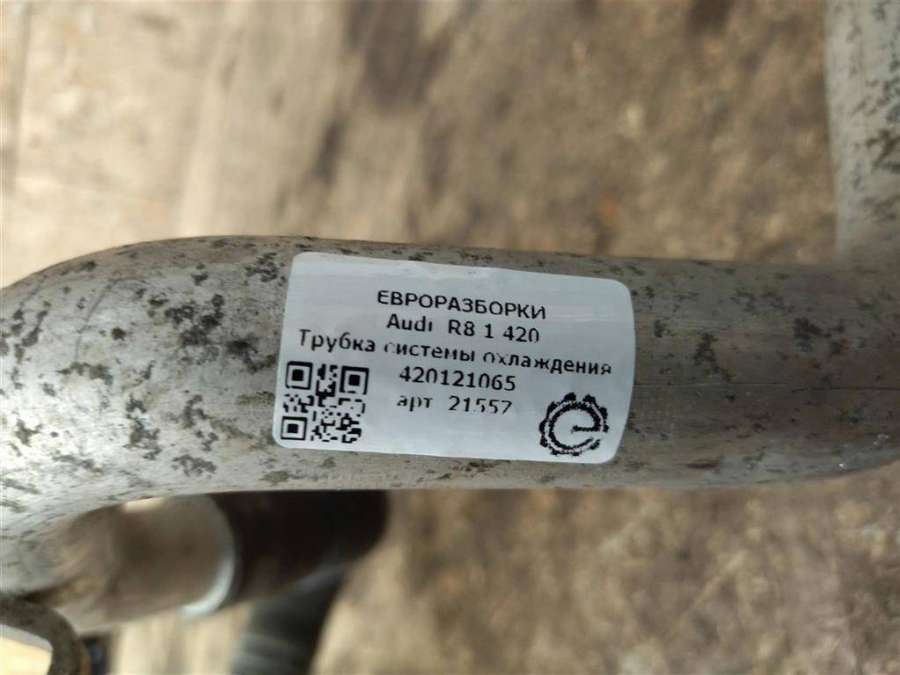 ЕВРОРАЗБОРКИ
Audi R8 1 420
Трубка системы охлаждения
420121065
арт. 21557